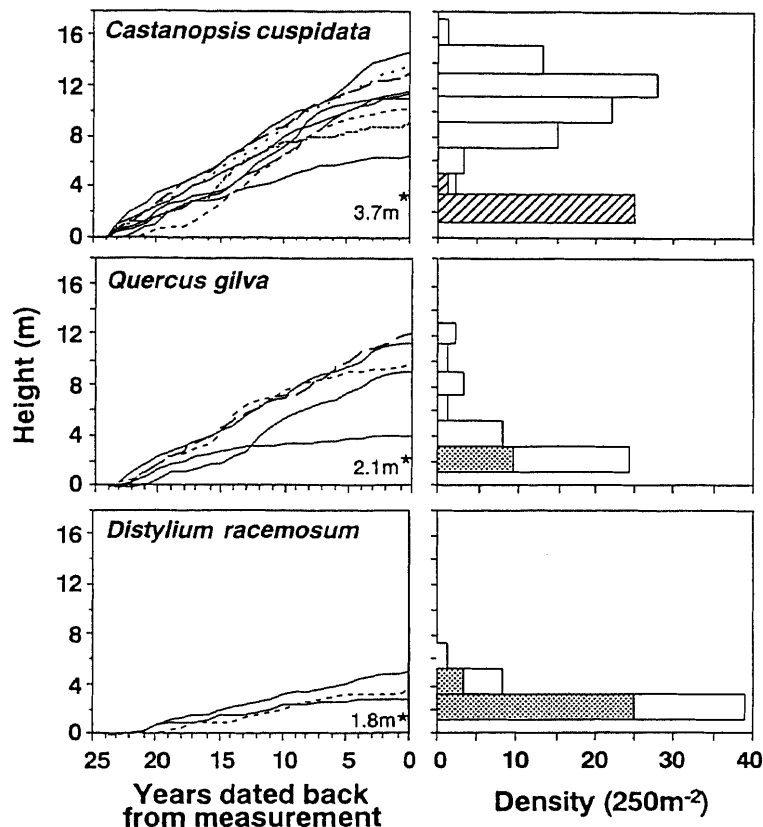 Castanopsis cuspidata
16
12
8
4
0
3.7m*
Quercus gilva
16
12
8
4
0
2.1m*
Height (m)
Distylium racemosum
16
12
8
4
0
1.8m*
25 20 15 10 5 0
0 10 20 30 40
Years dated back
from measurement
Density (250m-2)